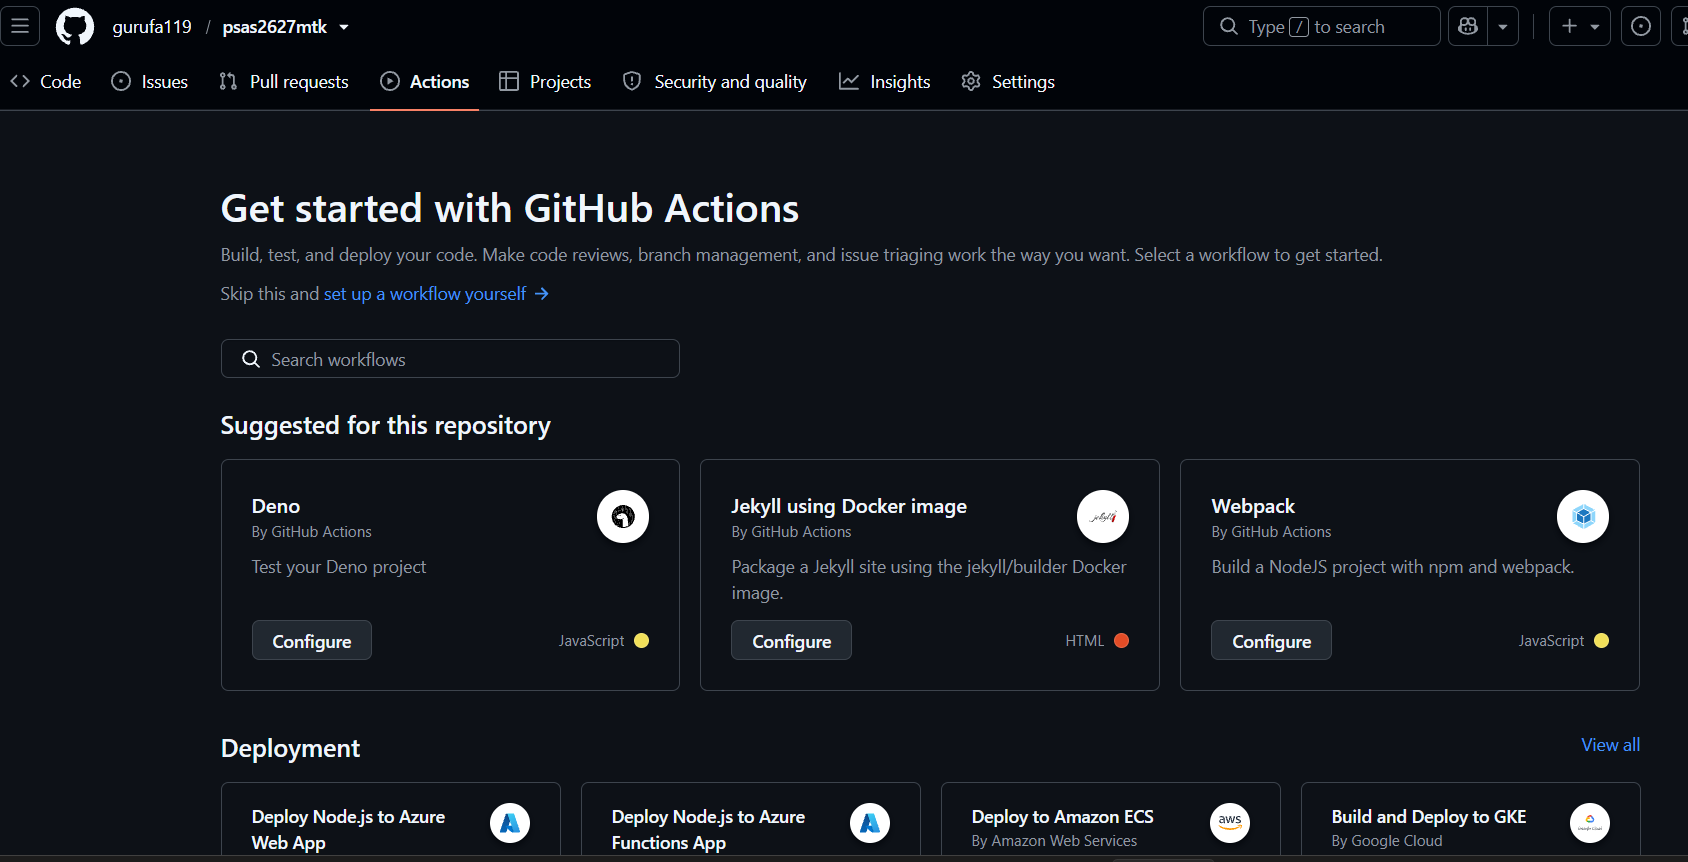 gurufa119 / psas2627mtk
Type / to search
Code
Issues
Pull requests
Actions
Projects
Security and quality
Insights
Settings
Get started with GitHub Actions
Build, test, and deploy your code. Make code reviews, branch management, and issue triaging work the way you want. Select a workflow to get started.
Skip this and set up a workflow yourself →
Search workflows
Suggested for this repository
Deno
By GitHub Actions
Test your Deno project
Configure
JavaScript
Jekyll using Docker image
By GitHub Actions
Package a Jekyll site using the jekyll/builder Docker
image.
Configure
HTML
Webpack
By GitHub Actions
Build a NodeJS project with npm and webpack.
Configure
JavaScript
Deployment
View all
Deploy Node.js to Azure
Web App
Deploy Node.js to Azure
Functions App
Deploy to Amazon ECS
By Amazon Web Services
aws
Build and Deploy to GKE
By Google Cloud